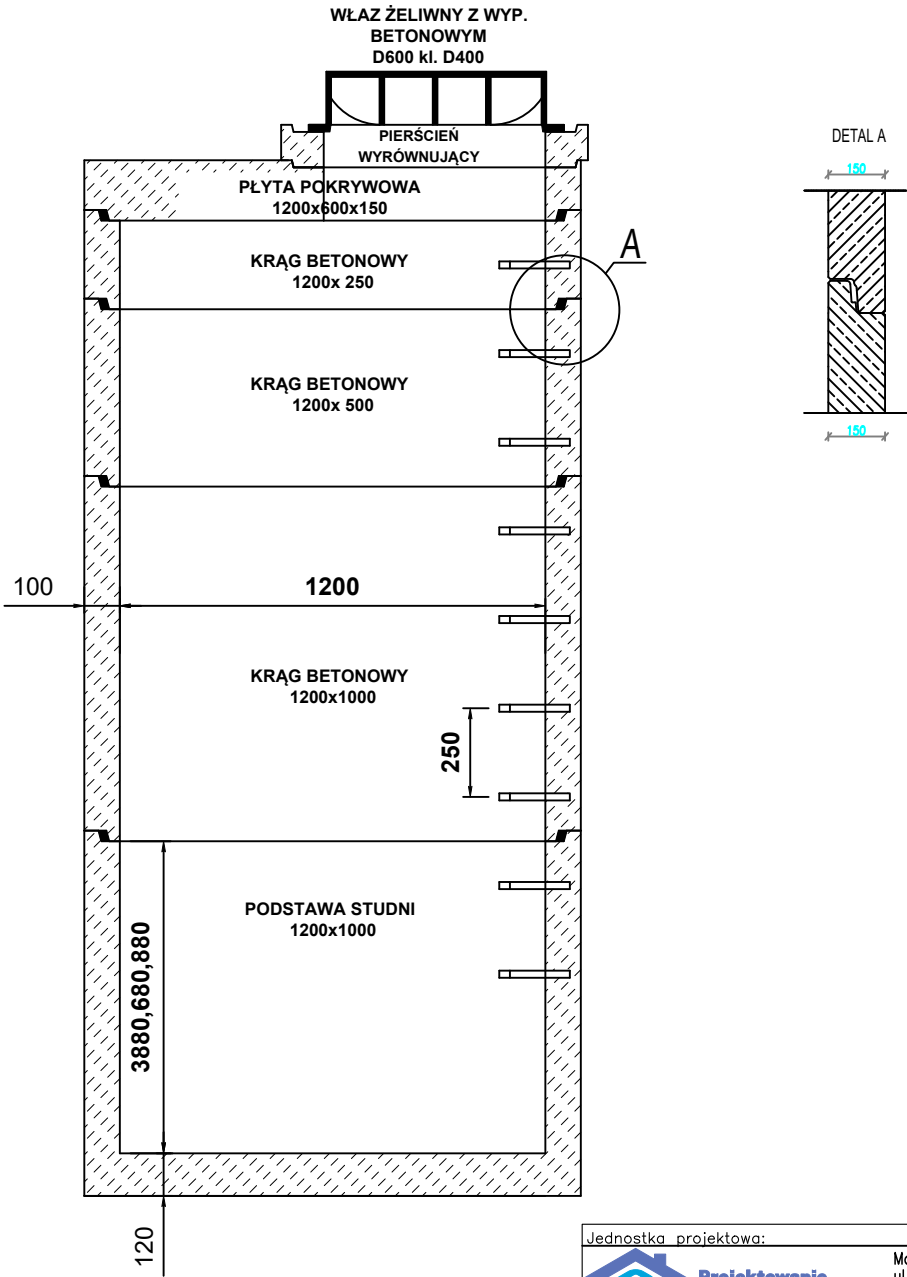 WŁAZ ŻELIWNY Z WYP.
BETONOWYM
D600 kl. D400
PIERŚCIEŃ
WYRÓWNUJĄCY
PŁYTA POKRYWOWA
1200x600x150
KRĄG BETONOWY
1200x 250
A
KRĄG BETONOWY
1200x 500
100
1200
KRĄG BETONOWY
1200x1000
250
PODSTAWA STUDNI
1200x1000
3880,680,880
120
DETAL A
150
150
Jednostka projektowa:
Projektowanie